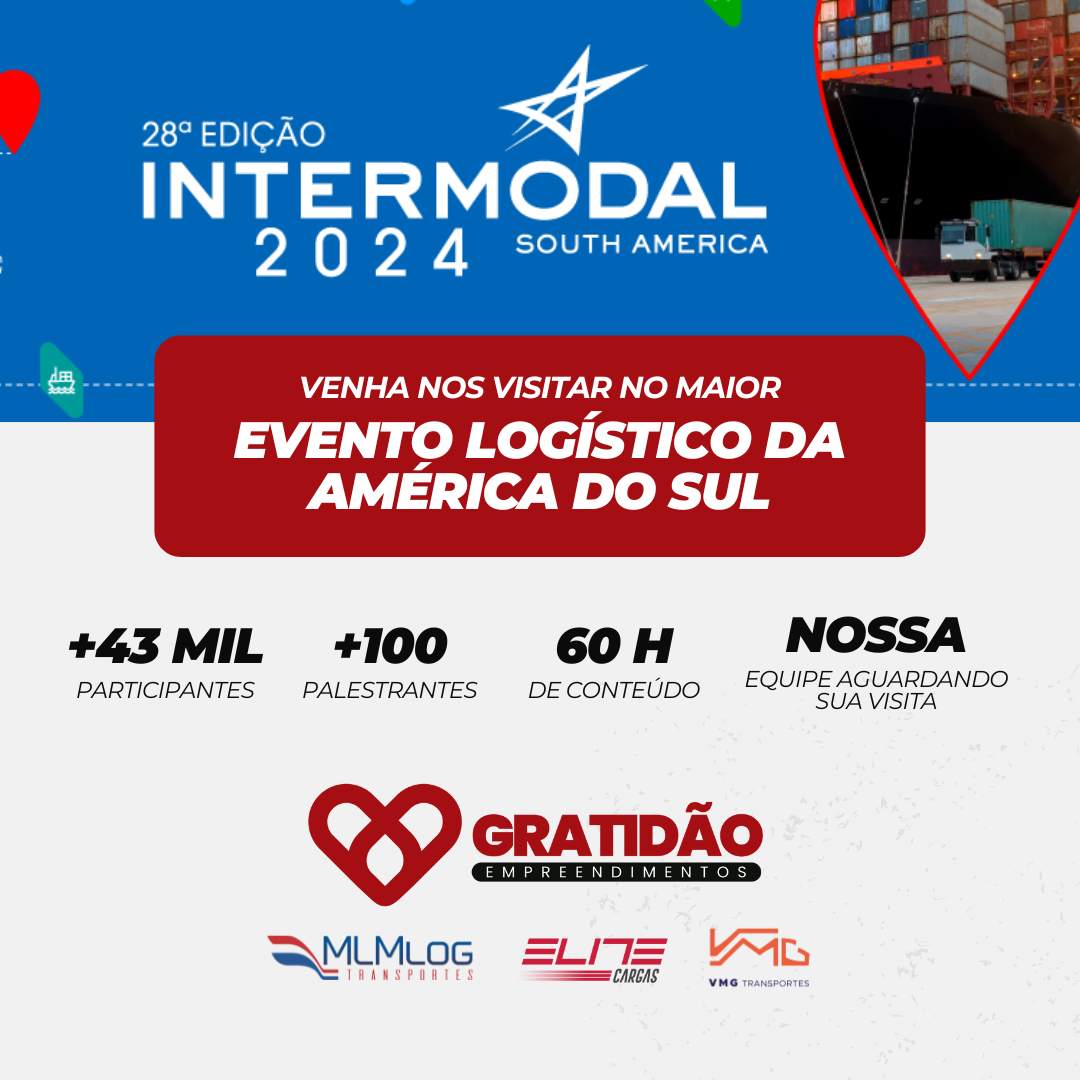 28ª EDIÇÃO
INTERMODAL
2024
SOUTH AMERICA
VENHA NOS VISITAR NO MAIOR
EVENTO LOGÍSTICO DA
AMÉRICA DO SUL
+43 MIL
PARTICIPANTES
+100
PALESTRANTES
60 H
DE CONTEÚDO
NOSSA
EQUIPE AGUARDANDO
SUA VISITA
GRATIDÃO
EMPREENDIMENTOS
MLMLOG
TRANSPORTES
ELITE
CARGAS
VMG
VMG TRANSPORTES